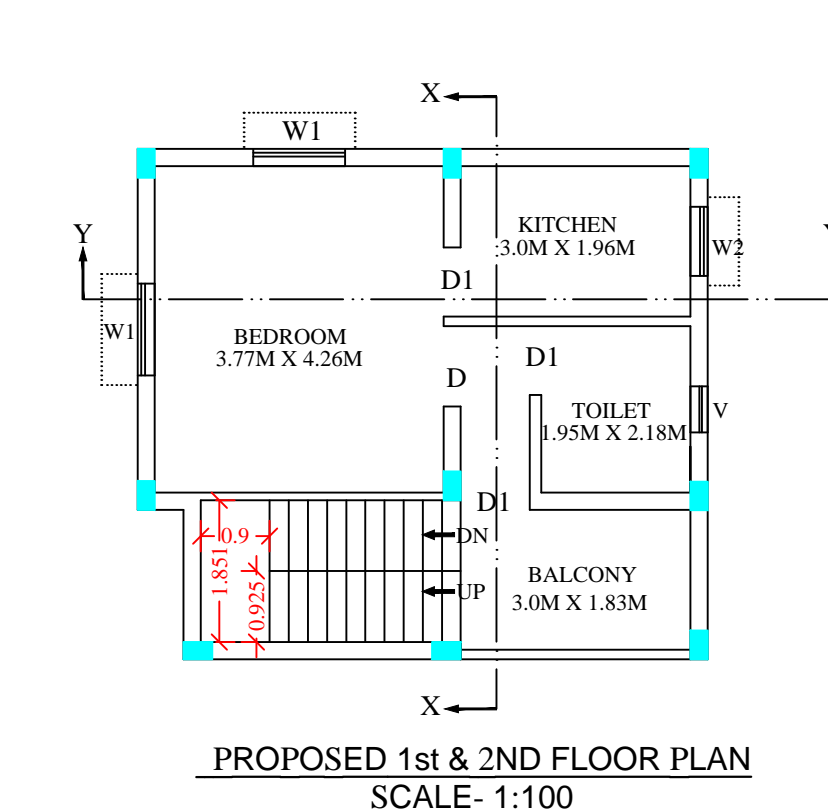 X
W1
Y
Y
KITCHEN
3.0M X 1.96M
W2
D1
W1
BEDROOM
3.77M X 4.26M
D1
D
TOILET
1.95M X 2.18M
V
D1
0.9
DN
1.851
0.925
UP
BALCONY
3.0M X 1.83M
X
PROPOSED 1st & 2ND FLOOR PLAN
SCALE- 1:100